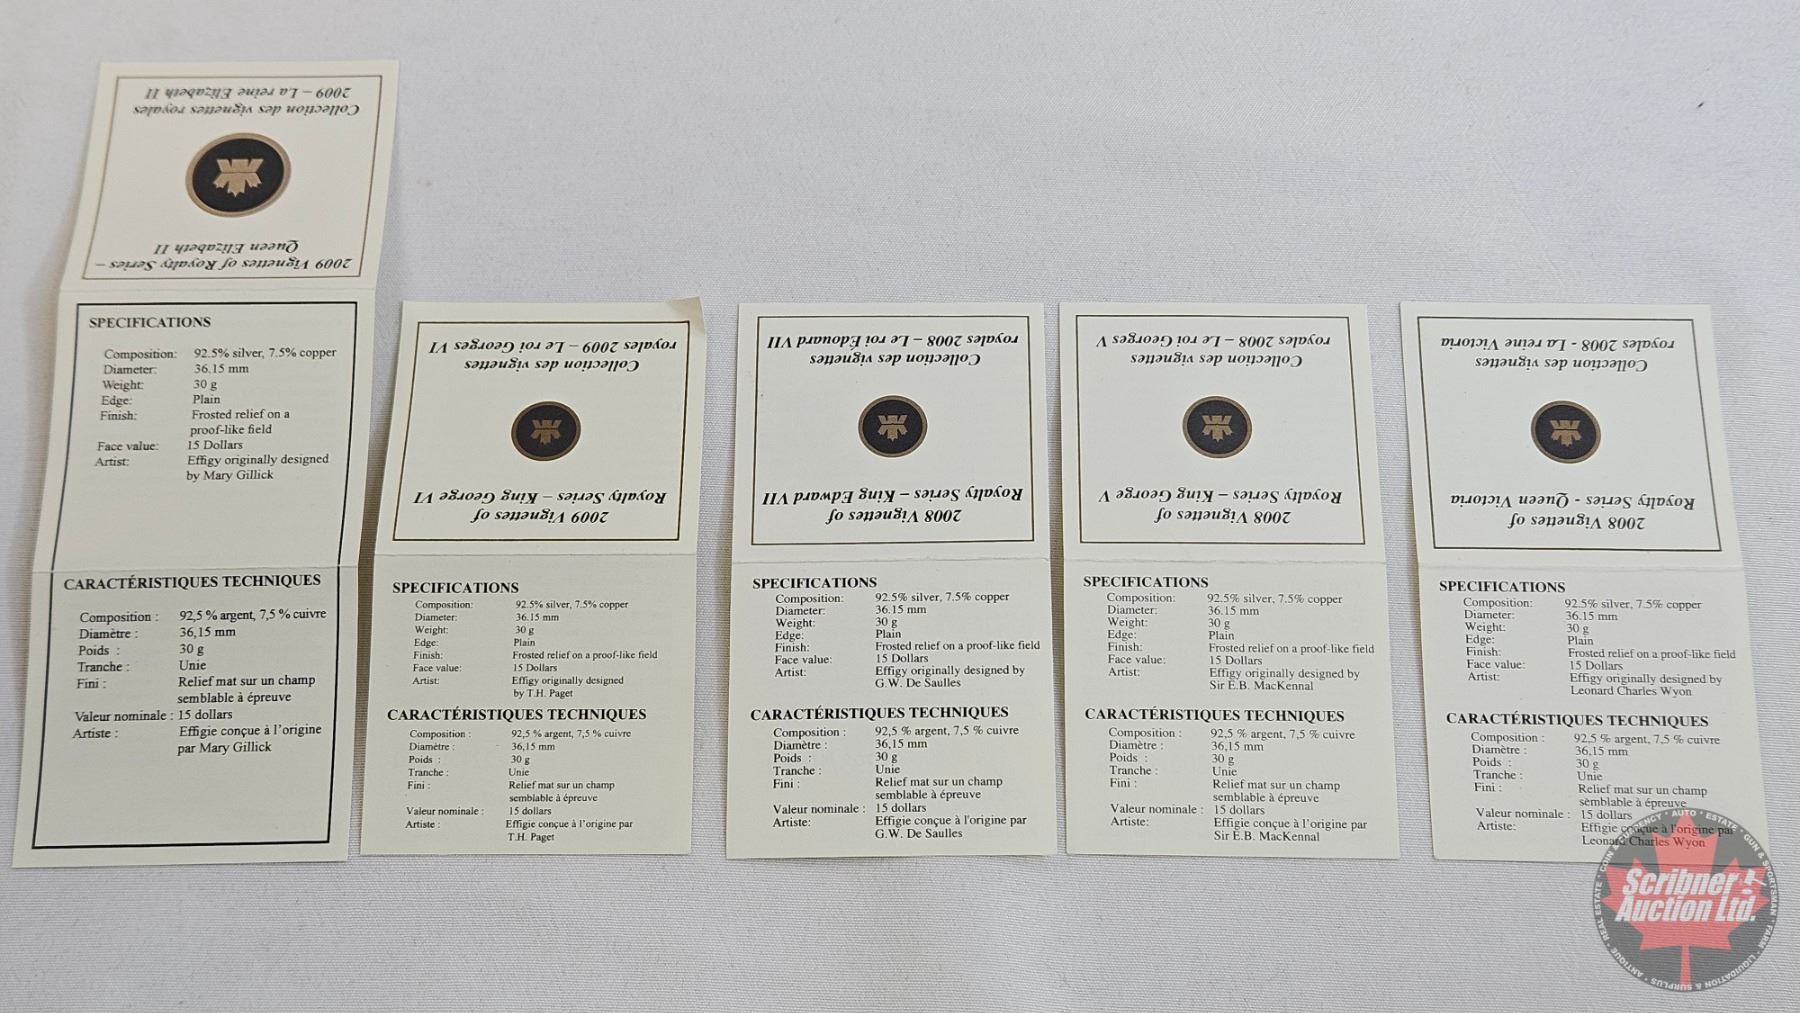 2009 Vignettes of Royalty Series –
Queen Elizabeth II
Collection des vignettes royales
2009 – La reine Elizabeth II
SPECIFICATIONS
Composition: 92.5% silver, 7.5% copper
Diameter: 36.15 mm
Weight: 30 g
Edge: Plain
Finish: Frosted relief on a
proof-like field
Face value: 15 Dollars
Artist: Effigy originally designed
by Mary Gillick
CARACTÉRISTIQUES TECHNIQUES
Composition : 92,5 % argent, 7,5 % cuivre
Diamètre : 36,15 mm
Poids : 30 g
Tranche : Unie
Fini : Relief mat sur un champ
semblable à épreuve
Valeur nominale : 15 dollars
Artiste : Effigie conçue à l'origine
par Mary Gillick
2009 Vignettes of
Royalty Series – King George VI
Collection des vignettes
royales 2009 – Le roi Georges VI
SPECIFICATIONS
Composition: 92.5% silver, 7.5% copper
Diameter: 36.15 mm
Weight: 30 g
Edge: Plain
Finish: Frosted relief on a proof-like field
Face value: 15 Dollars
Artist: Effigy originally designed
by T.H. Paget
CARACTÉRISTIQUES TECHNIQUES
Composition : 92,5 % argent, 7,5 % cuivre
Diamètre : 36,15 mm
Poids : 30 g
Tranche : Unie
Fini : Relief mat sur un champ
semblable à épreuve
Valeur nominale : 15 dollars
Artiste : Effigie conçue à l'origine par
T.H. Paget
2008 Vignettes of
Royalty Series – King Edward VII
Collection des vignettes
royales 2008 – Le roi Édouard VII
SPECIFICATIONS
Composition: 92.5% silver, 7.5% copper
Diameter: 36.15 mm
Weight: 30 g
Edge: Plain
Finish: Frosted relief on a proof-like field
Face value: 15 Dollars
Artist: Effigy originally designed by
G.W. De Saulles
CARACTÉRISTIQUES TECHNIQUES
Composition : 92,5 % argent, 7,5 % cuivre
Diamètre : 36,15 mm
Poids : 30 g
Tranche : Unie
Fini : Relief mat sur un champ
semblable à épreuve
Valeur nominale : 15 dollars
Artiste: Effigie conçue à l'origine par
G.W. De Saulles
2008 Vignettes of
Royalty Series – King George V
Collection des vignettes
royales 2008 – Le roi Georges V
SPECIFICATIONS
Composition: 92.5% silver, 7.5% copper
Diameter: 36.15 mm
Weight: 30 g
Edge: Plain
Finish: Frosted relief on a proof-like field
Face value: 15 Dollars
Artist: Effigy originally designed by
Sir E.B. MacKennal
CARACTÉRISTIQUES TECHNIQUES
Composition : 92,5 % argent, 7,5 % cuivre
Diamètre : 36,15 mm
Poids : 30 g
Tranche : Unie
Fini : Relief mat sur un champ
semblable à épreuve
Valeur nominale : 15 dollars
Artiste: Effigie conçue à l'origine par
Sir E.B. MacKennal
2008 Vignettes of
Royalty Series - Queen Victoria
Collection des vignettes
royales 2008 - La reine Victoria
SPECIFICATIONS
Composition: 92.5% silver, 7.5% copper
Diameter: 36.15 mm
Weight: 30 g
Edge: Plain
Finish: Frosted relief on a proof-like field
Face value: 15 Dollars
Artist: Effigy originally designed by
Leonard Charles Wyon
CARACTÉRISTIQUES TECHNIQUES
Composition : 92,5 % argent, 7,5 % cuivre
Diamètre : 36,15 mm
Poids : 30 g
Tranche : Unie
Fini : Relief mat sur un champ
semblable à épreuve
Valeur nominale : 15 dollars
Artiste: Effigie conçue à l'origine par
Leonard Charles Wyon
Scribner
Auction Ltd.
AUTO • ESTATE • GUN & SPORTSMAN • FARM • LIQUIDATION & SURPLUS • ANTIQUE • REAL ESTATE • COIN &